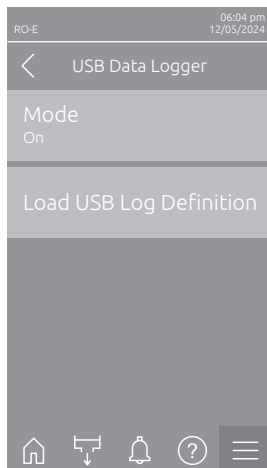 06:04 pm
RO-E 12/05/2024
USB Data Logger
Mode
On
Load USB Log Definition
?